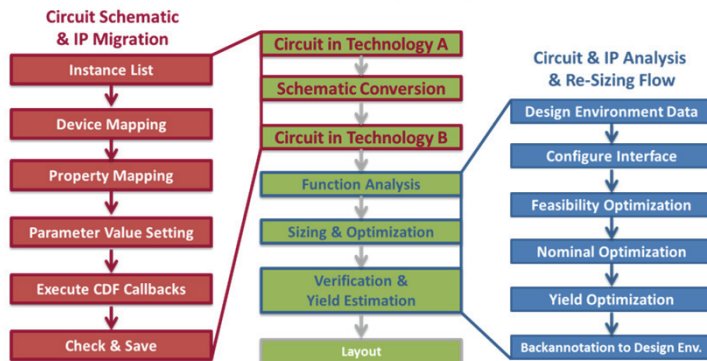 Circuit Schematic
& IP Migration
Instance List
Device Mapping
Property Mapping
Parameter Value Setting
Execute CDF Callbacks
Check & Save
Circuit in Technology A
Schematic Conversion
Circuit in Technology B
Function Analysis
Sizing & Optimization
Verification &
Yield Estimation
Layout
Circuit & IP Analysis
& Re-Sizing Flow
Design Environment Data
Configure Interface
Feasibility Optimization
Nominal Optimization
Yield Optimization
Backannotation to Design Env.